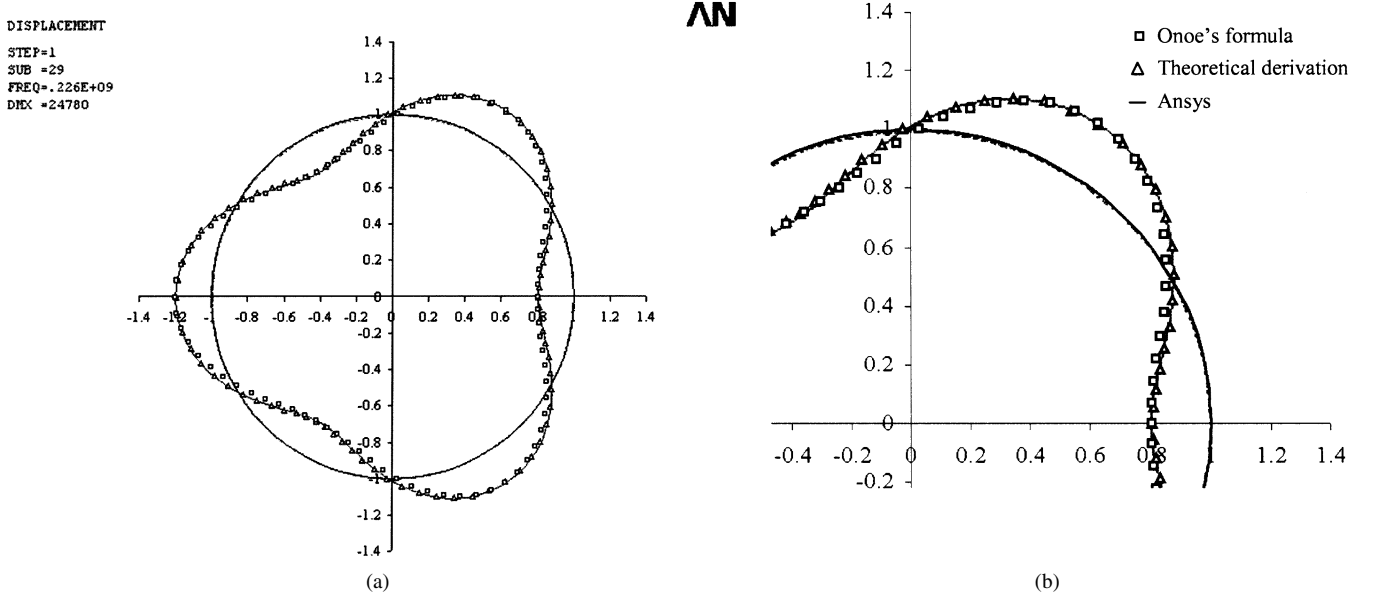 DISPLACEMENT
STEP=1
SUB =29
FREQ=.226E+09
DMX =24780
AN
1.4
1.2
1
0.8
0.6
0.4
0.2
0
-0.2
-0.4
-0.6
-0.8
-1
-1.2
-1.4
-1.4 -1.2 -1 -0.8 -0.6 -0.4 -0.2 0 0.2 0.4 0.6 0.8 1 1.2 1.4
(a)
Onoe's formula
Theoretical derivation
Ansys
1.4
1.2
1
0.8
0.6
0.4
0.2
0
-0.2
-0.4 -0.2 0 0.2 0.4 0.6 0.8 1 1.2 1.4
(b)